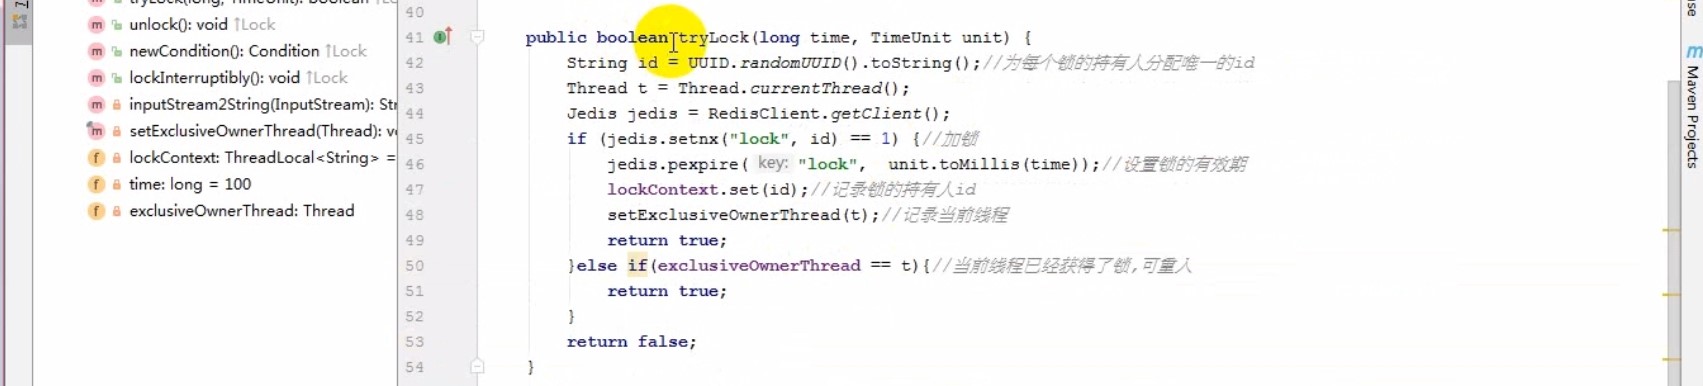 tryLock(long, TimeUnit): boolean ↑Lock
unlock(): void ↑Lock
newCondition(): Condition ↑Lock
lockInterruptibly(): void ↑Lock
inputStream2String(InputStream): Str
setExclusiveOwnerThread(Thread): v
lockContext: ThreadLocal<String> =
time: long = 100
exclusiveOwnerThread: Thread
40
41 public boolean tryLock(long time, TimeUnit unit) {
42 String id = UUID.randomUUID().toString();//为每个锁的持有人分配唯一的id
43 Thread t = Thread.currentThread();
44 Jedis jedis = RedisClient.getClient();
45 if (jedis.setnx("lock", id) == 1) {//加锁
46 jedis.pexpire( key: "lock", unit.toMillis(time));//设置锁的有效期
47 lockContext.set(id);//记录锁的持有人id
48 setExclusiveOwnerThread(t);//记录当前线程
49 return true;
50 }else if(exclusiveOwnerThread == t){//当前线程已经获得了锁,可重入
51 return true;
52 }
53 return false;
54 }
Maven Projects